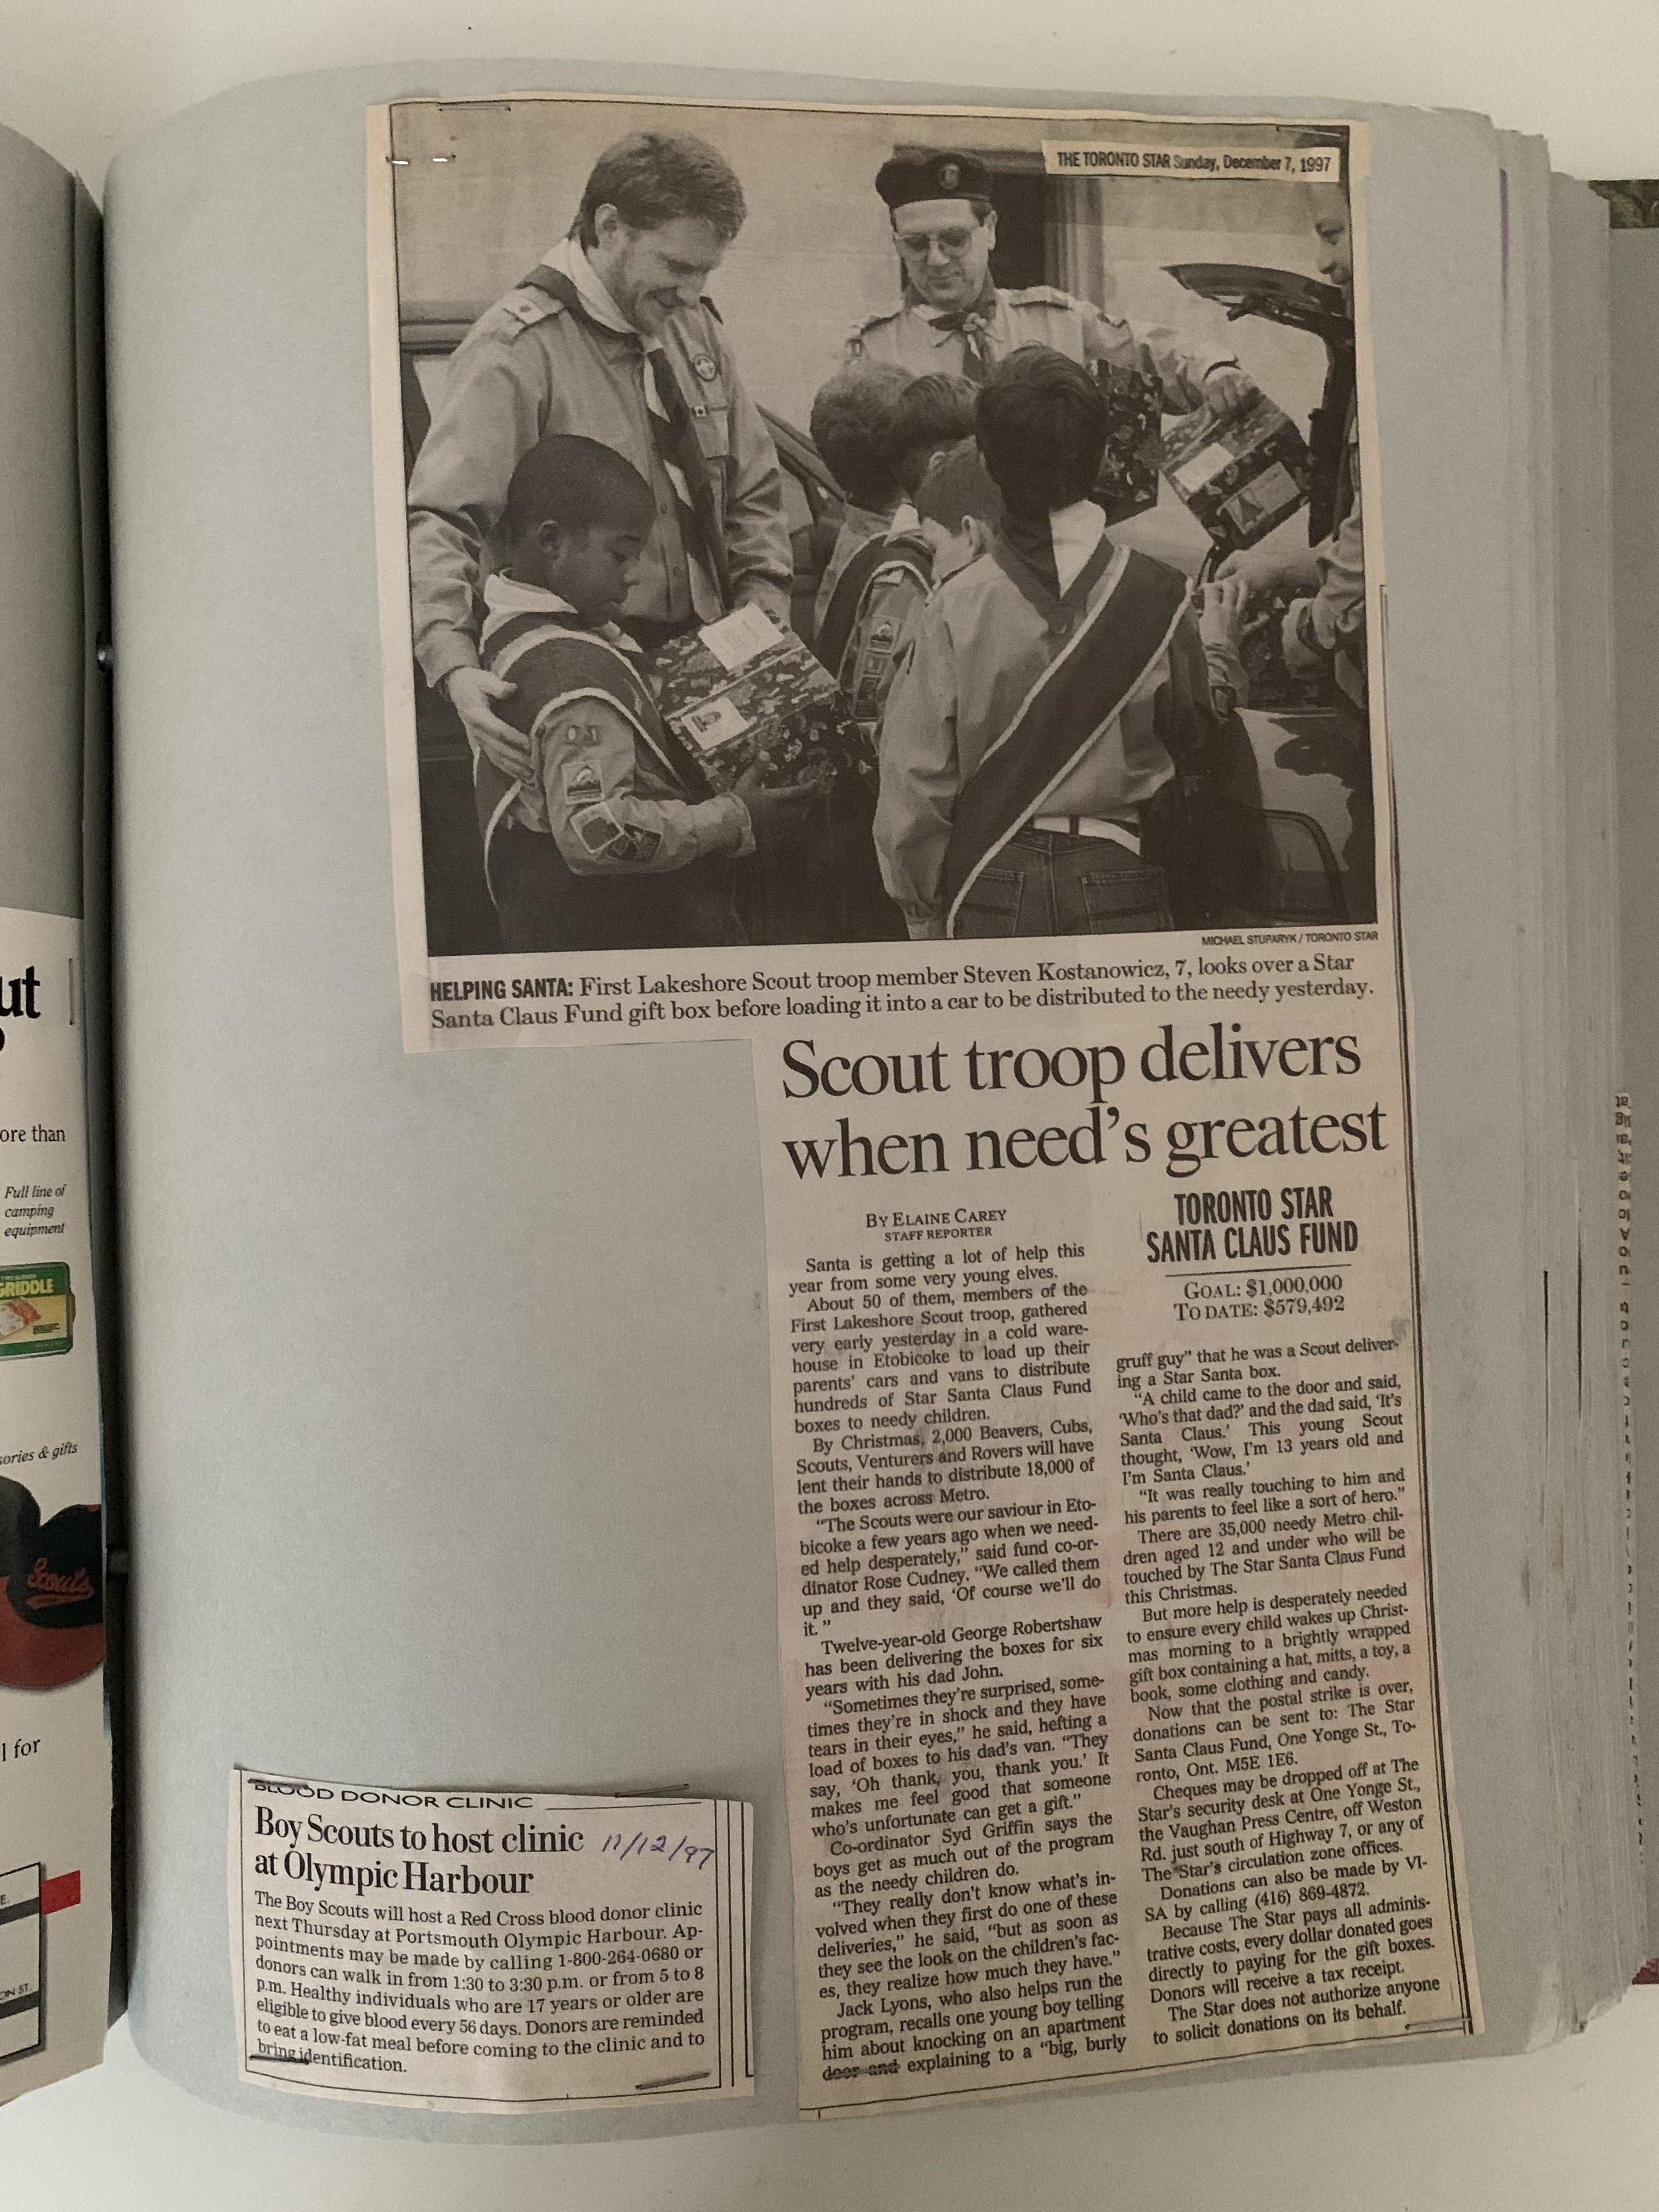 THE TORONTO STAR Sunday, December 7, 1997
MICHAEL STUPARYK / TORONTO STAR
HELPING SANTA: First Lakeshore Scout troop member Steven Kostanowicz, 7, looks over a Star
Santa Claus Fund gift box before loading it into a car to be distributed to the needy yesterday.
Scout troop delivers
when need's greatest
BY ELAINE CAREY
STAFF REPORTER
Santa is getting a lot of help this
year from some very young elves.
About 50 of them, members of the
First Lakeshore Scout troop, gathered
very early yesterday in a cold ware-
house in Etobicoke to load up their
parents' cars and vans to distribute
hundreds of Star Santa Claus Fund
boxes to needy children.
By Christmas, 2,000 Beavers, Cubs,
Scouts, Venturers and Rovers will have
lent their hands to distribute 18,000 of
the boxes across Metro.
"The Scouts were our saviour in Eto-
bicoke a few years ago when we need-
ed help desperately," said fund co-or-
dinator Rose Cudney. "We called them
up and they said, 'Of course we'll do
it.' "
Twelve-year-old George Robertshaw
has been delivering the boxes for six
years with his dad John.
"Sometimes they're surprised, some-
times they're in shock and they have
tears in their eyes," he said, hefting a
load of boxes to his dad's van. "They
say, 'Oh thank, you, thank you.' It
makes me feel good that someone
who's unfortunate can get a gift."
Co-ordinator Syd Griffin says the
boys get as much out of the program
as the needy children do.
"They really don't know what's in-
volved when they first do one of these
deliveries," he said, "but as soon as
they see the look on the children's fac-
es, they realize how much they have."
Jack Lyons, who also helps run the
program, recalls one young boy telling
him about knocking on an apartment
door and explaining to a "big, burly
TORONTO STAR
SANTA CLAUS FUND
GOAL: $1,000,000
TO DATE: $579,492
gruff guy" that he was a Scout deliver-
ing a Star Santa box.
"A child came to the door and said,
'Who's that dad?' and the dad said, 'It's
Santa Claus.' This young Scout
thought, 'Wow, I'm 13 years old and
I'm Santa Claus.'
"It was really touching to him and
his parents to feel like a sort of hero."
There are 35,000 needy Metro chil-
dren aged 12 and under who will be
touched by The Star Santa Claus Fund
this Christmas.
But more help is desperately needed
to ensure every child wakes up Christ-
mas morning to a brightly wrapped
gift box containing a hat, mitts, a toy, a
book, some clothing and candy.
Now that the postal strike is over,
donations can be sent to: The Star
Santa Claus Fund, One Yonge St., To-
ronto, Ont. M5E 1E6.
Cheques may be dropped off at The
Star's security desk at One Yonge St.,
the Vaughan Press Centre, off Weston
Rd. just south of Highway 7, or any of
The Star's circulation zone offices.
Donations can also be made by VI-
SA by calling (416) 869-4872.
Because The Star pays all adminis-
trative costs, every dollar donated goes
directly to paying for the gift boxes.
Donors will receive a tax receipt.
The Star does not authorize anyone
to solicit donations on its behalf.
BLOOD DONOR CLINIC
Boy Scouts to host clinic 11/12/97
at Olympic Harbour
The Boy Scouts will host a Red Cross blood donor clinic
next Thursday at Portsmouth Olympic Harbour. Ap-
pointments may be made by calling 1-800-264-0680 or
donors can walk in from 1:30 to 3:30 p.m. or from 5 to 8
p.m. Healthy individuals who are 17 years or older are
eligible to give blood every 56 days. Donors are reminded
to eat a low-fat meal before coming to the clinic and to
bring identification.
ut
ore than
Full line of
camping
equipment
GRIDDLE
sories & gifts
Scouts
l for
E.
ON ST.